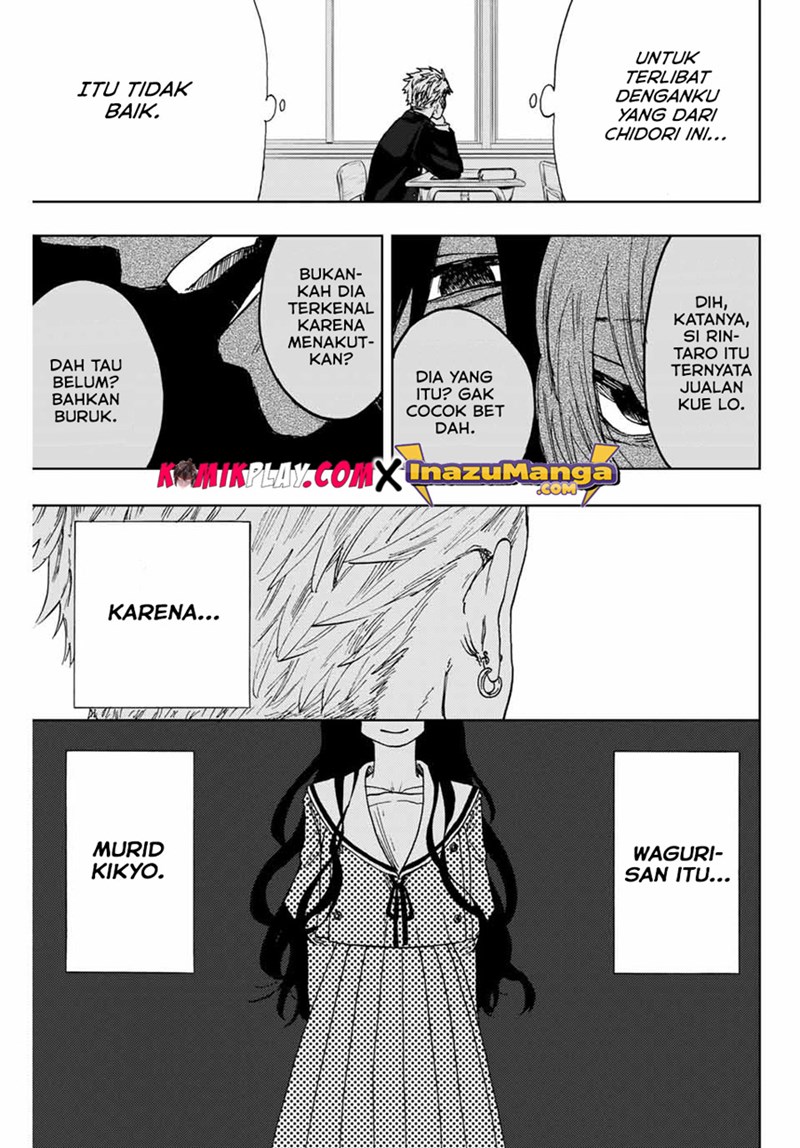 UNTUK
TERLIBAT
DENGANKU
YANG DARI
CHIDORI INI...
ITU TIDAK
BAIK.
DIH,
KATANYA,
SI RIN-
TARO ITU
TERNYATA
JUALAN
KUE LO.
DIA YANG
ITU? GAK
COCOK BET
DAH.
BUKAN-
KAH DIA
TERKENAL
KARENA
MENAKUT-
KAN?
DAH TAU
BELUM?
BAHKAN
BURUK.
KOMIKPLAY.COM X InazuManga
.COM
KARENA...
WAGURI-
SAN ITU...
MURID
KIKYO.